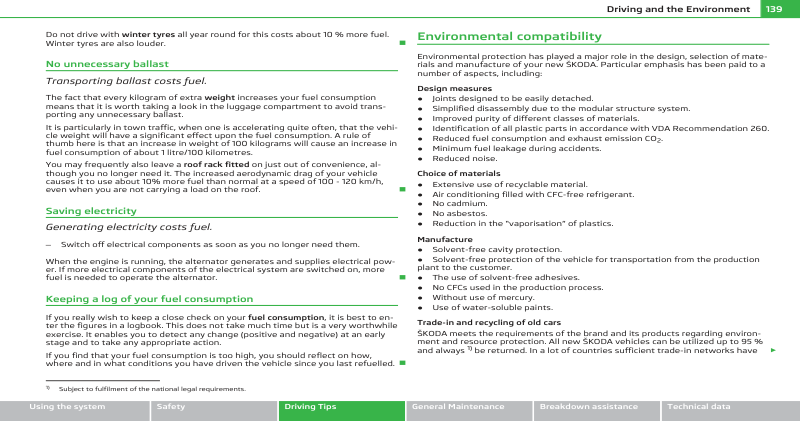 Driving and the Environment
139
Do not drive with winter tyres all year round for this costs about 10 % more fuel.
Winter tyres are also louder.
No unnecessary ballast
Transporting ballast costs fuel.
The fact that every kilogram of extra weight increases your fuel consumption
means that it is worth taking a look in the luggage compartment to avoid trans-
porting any unnecessary ballast.
It is particularly in town traffic, when one is accelerating quite often, that the vehi-
cle weight will have a significant effect upon the fuel consumption. A rule of
thumb here is that an increase in weight of 100 kilograms will cause an increase in
fuel consumption of about 1 litre/100 kilometres.
You may frequently also leave a roof rack fitted on just out of convenience, al-
though you no longer need it. The increased aerodynamic drag of your vehicle
causes it to use about 10% more fuel than normal at a speed of 100 - 120 km/h,
even when you are not carrying a load on the roof.
Saving electricity
Generating electricity costs fuel.
– Switch off electrical components as soon as you no longer need them.
When the engine is running, the alternator generates and supplies electrical pow-
er. If more electrical components of the electrical system are switched on, more
fuel is needed to operate the alternator.
Keeping a log of your fuel consumption
If you really wish to keep a close check on your fuel consumption, it is best to en-
ter the figures in a logbook. This does not take much time but is a very worthwhile
exercise. It enables you to detect any change (positive and negative) at an early
stage and to take any appropriate action.
If you find that your fuel consumption is too high, you should reflect on how,
where and in what conditions you have driven the vehicle since you last refuelled.
Environmental compatibility
Environmental protection has played a major role in the design, selection of mate-
rials and manufacture of your new ŠKODA. Particular emphasis has been paid to a
number of aspects, including:
Design measures
● Joints designed to be easily detached.
● Simplified disassembly due to the modular structure system.
● Improved purity of different classes of materials.
● Identification of all plastic parts in accordance with VDA Recommendation 260.
● Reduced fuel consumption and exhaust emission CO2.
● Minimum fuel leakage during accidents.
● Reduced noise.
Choice of materials
● Extensive use of recyclable material.
● Air conditioning filled with CFC-free refrigerant.
● No cadmium.
● No asbestos.
● Reduction in the "vaporisation" of plastics.
Manufacture
● Solvent-free cavity protection.
● Solvent-free protection of the vehicle for transportation from the production
plant to the customer.
● The use of solvent-free adhesives.
● No CFCs used in the production process.
● Without use of mercury.
● Use of water-soluble paints.
Trade-in and recycling of old cars
ŠKODA meets the requirements of the brand and its products regarding environ-
ment and resource protection. All new ŠKODA vehicles can be utilized up to 95 %
and always 1) be returned. In a lot of countries sufficient trade-in networks have
1) Subject to fulfilment of the national legal requirements.
Using the system
Safety
Driving Tips
General Maintenance
Breakdown assistance
Technical data